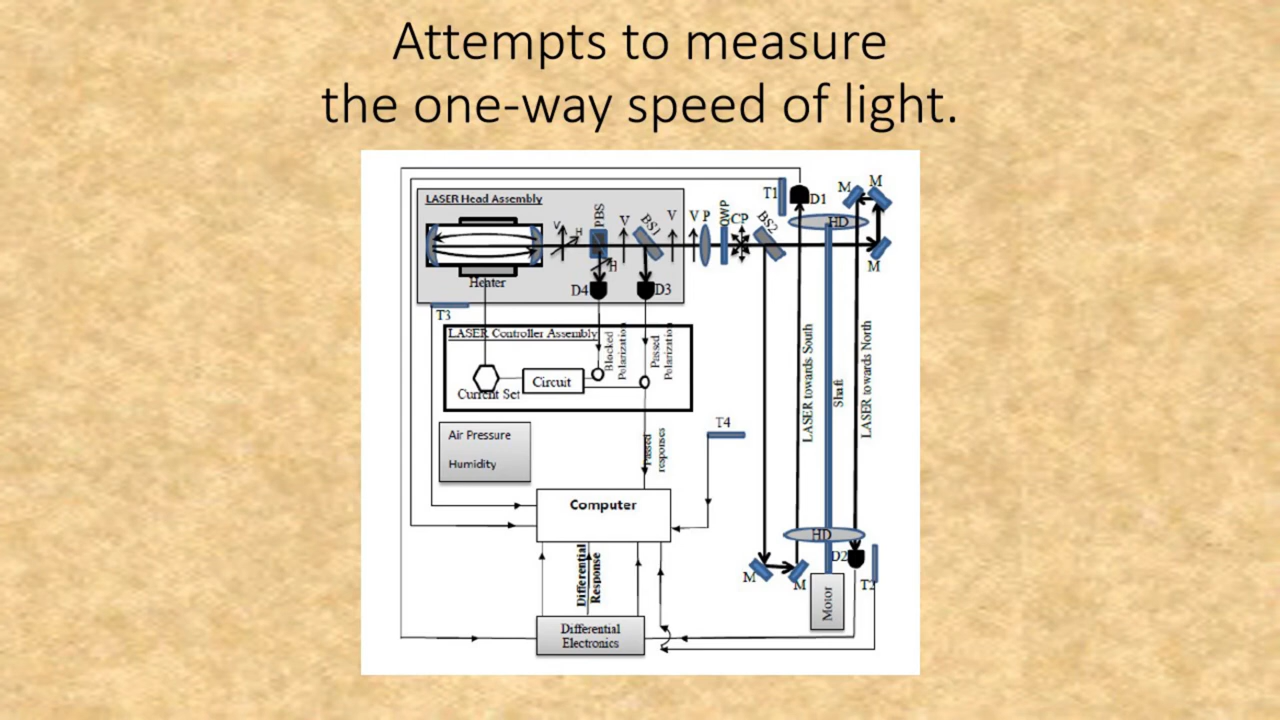 Attempts to measure
the one-way speed of light.
LASER Head Assembly
Heater
V
H
PBS
H
V
BS1
V
V P
QWP
CP
BS2
T1
D1
M
M
HD
M
D4
D3
T3
LASER Controller Assembly
Blocked
Polarization
Passed
Polarization
Circuit
Current Set
LASER towards South
Shaft
LASER towards North
T4
Air Pressure
Humidity
Passed
responses
Computer
Differential
Response
HD
D2
M
M
T2
Motor
Differential
Electronics